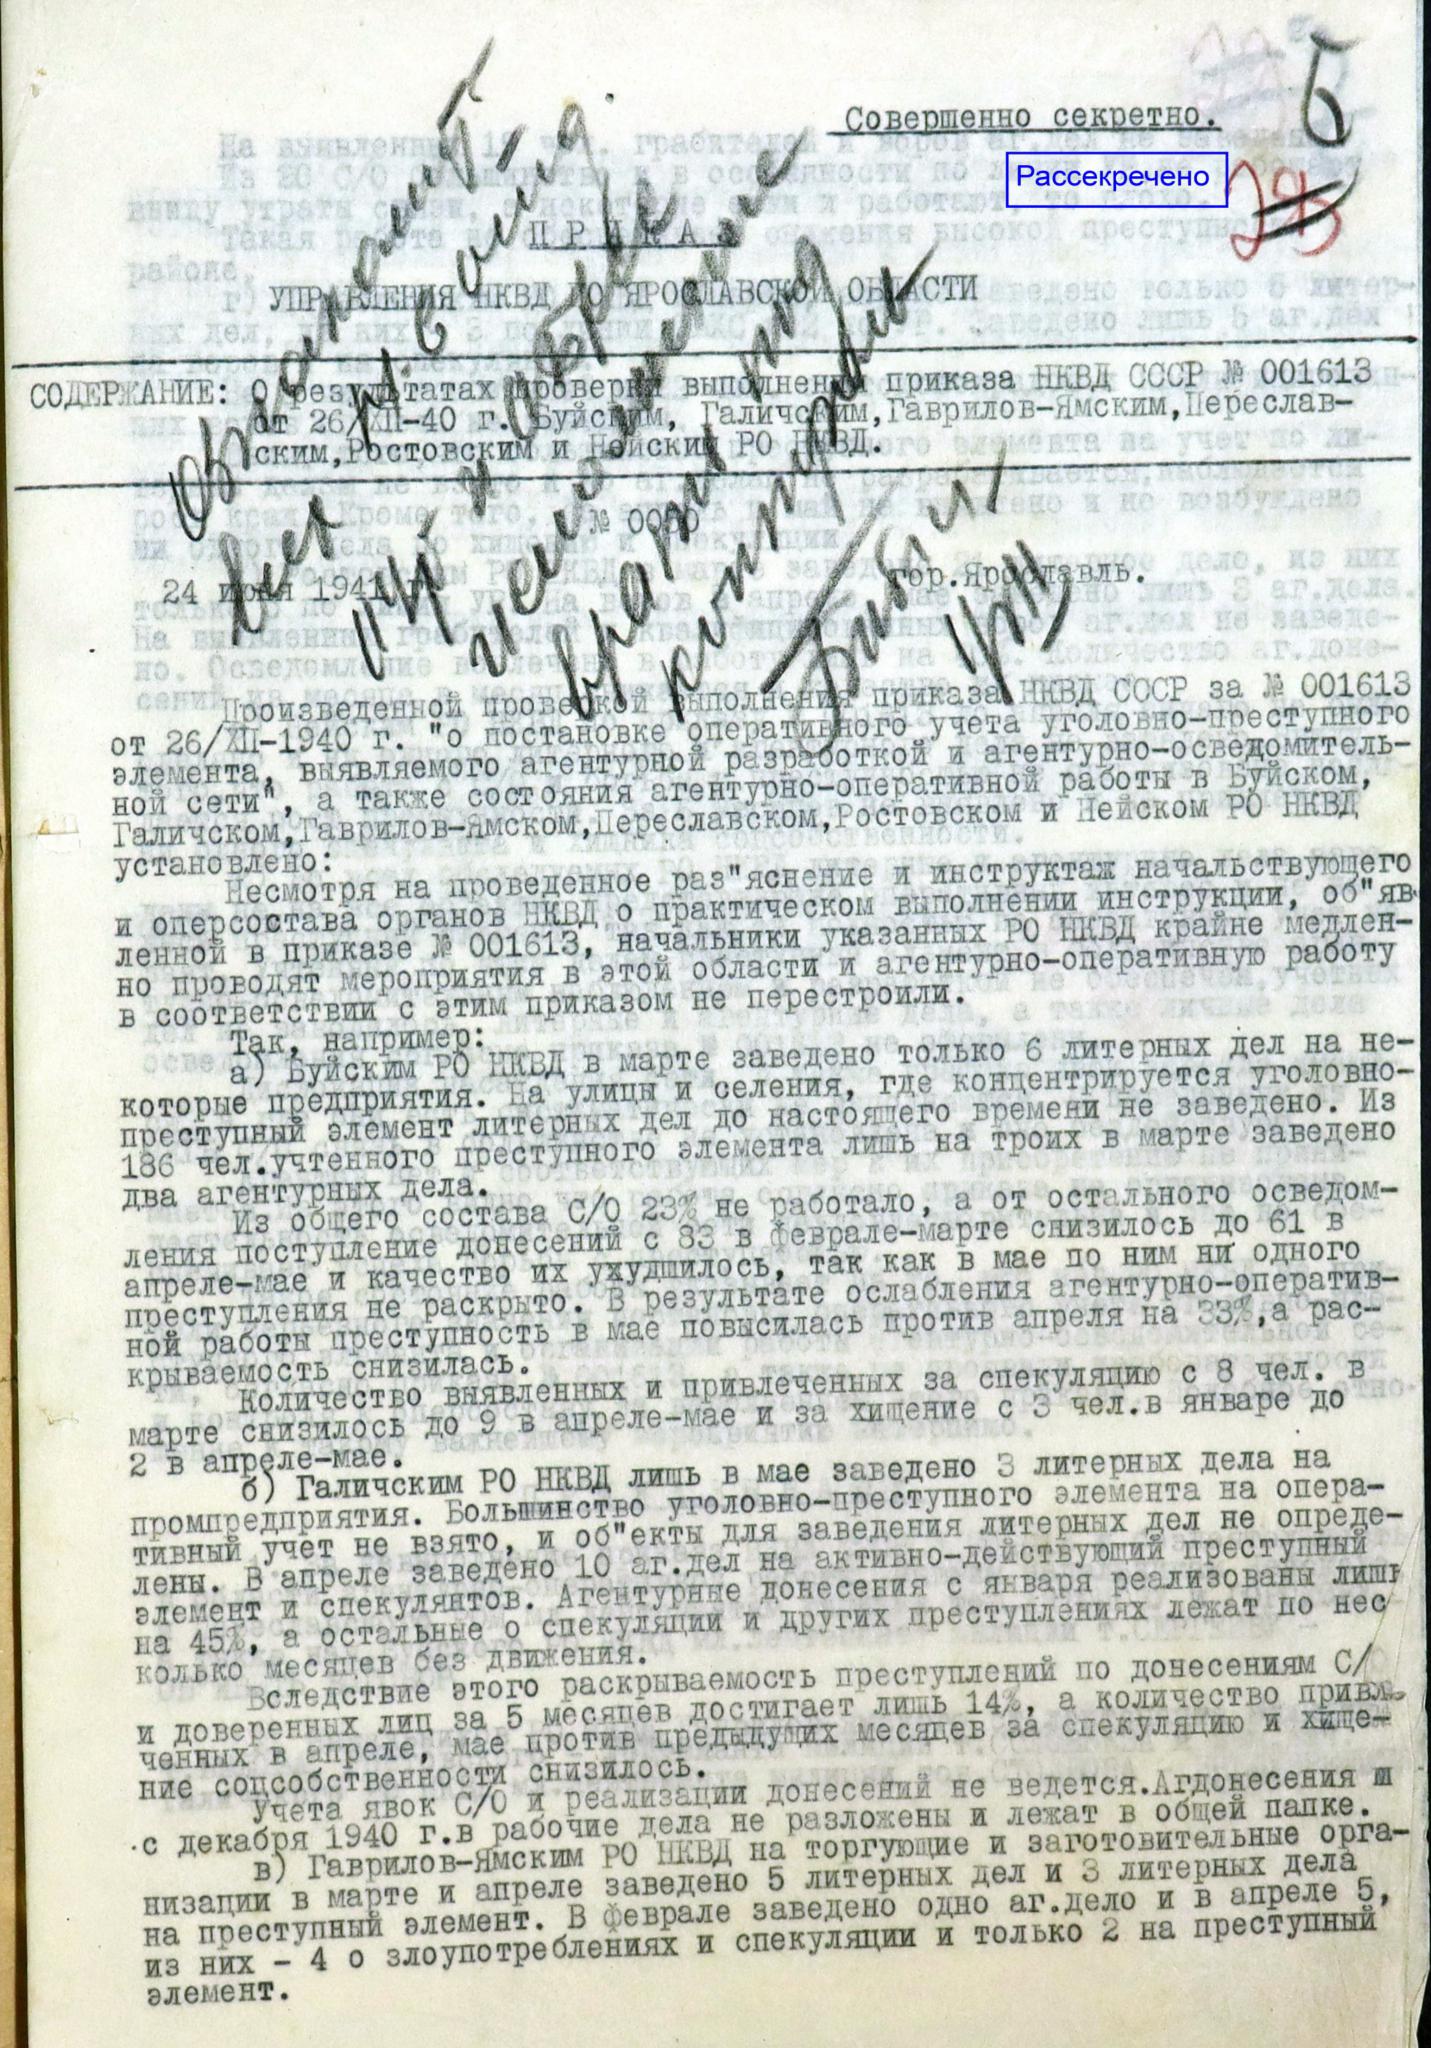 Совершенно секретно.
Рассекречено
П Р И К А З
УПРАВЛЕНИЯ НКВД ПО ЯРОСЛАВСКОЙ ОБЛАСТИ
СОДЕРЖАНИЕ: О результатах проверки выполнения приказа НКВД СССР № 001613
от 26/ХП-40 г. Буйским, Галичским,Гаврилов-Ямским,Переслав-
ским,Ростовским и Нейским РО НКВД.
24 июня 1941 г.
гор.Ярославль.
Произведенной проверкой выполнения приказа НКВД СССР за № 001613
от 26/ХП-1940 г. "о постановке оперативного учета уголовно-преступного
элемента, выявляемого агентурной разработкой и агентурно-осведомитель-
ной сети", а также состояния агентурно-оперативной работы в Буйском,
Галичском,Гаврилов-Ямском,Переславском,Ростовском и Нейском РО НКВД
установлено:
Несмотря на проведенное раз"яснение и инструктаж начальствующего
и оперсостава органов НКВД о практическом выполнении инструкции, об"яв-
ленной в приказе № 001613, начальники указанных РО НКВД крайне медлен-
но проводят мероприятия в этой области и агентурно-оперативную работу
в соответствии с этим приказом не перестроили.
Так, например:
а) Буйским РО НКВД в марте заведено только 6 литерных дел на не-
которые предприятия. На улицы и селения, где концентрируется уголовно-
преступный элемент литерных дел до настоящего времени не заведено. Из
186 чел.учтенного преступного элемента лишь на троих в марте заведено
два агентурных дела.
Из общего состава С/О 23% не работало, а от остального осведом-
ления поступление донесений с 83 в феврале-марте снизилось до 61 в
апреле-мае и качество их ухудшилось, так как в мае по ним ни одного
преступления не раскрыто. В результате ослабления агентурно-оператив-
ной работы преступность в мае повысилась против апреля на 33%,а рас-
крываемость снизилась.
Количество выявленных и привлеченных за спекуляцию с 8 чел. в
марте снизилось до 9 в апреле-мае и за хищение с 3 чел.в январе до
2 в апреле-мае.
б) Галичским РО НКВД лишь в мае заведено 3 литерных дела на
промпредприятия. Большинство уголовно-преступного элемента на опера-
тивный учет не взято, и об"екты для заведения литерных дел не опреде-
лены. В апреле заведено 10 аг.дел на активно-действующий преступный
элемент и спекулянтов. Агентурные донесения с января реализованы лишь
на 45%, а остальные о спекуляции и других преступлениях лежат по нес
колько месяцев без движения.
Вследствие этого раскрываемость преступлений по донесениям С/
и доверенных лиц за 5 месяцев достигает лишь 14%, а количество привле
ченных в апреле, мае против предыдущих месяцев за спекуляцию и хище-
ние соцсобственности снизилось.
Учета явок С/О и реализации донесений не ведется.Агдонесения
с декабря 1940 г.в рабочие дела не разложены и лежат в общей папке.
в) Гаврилов-Ямским РО НКВД на торгующие и заготовительные орга-
низации в марте и апреле заведено 5 литерных дел и 3 литерных дела
на преступный элемент. В феврале заведено одно аг.дело и в апреле 5,
из них - 4 о злоупотреблениях и спекуляции и только 2 на преступный
элемент.